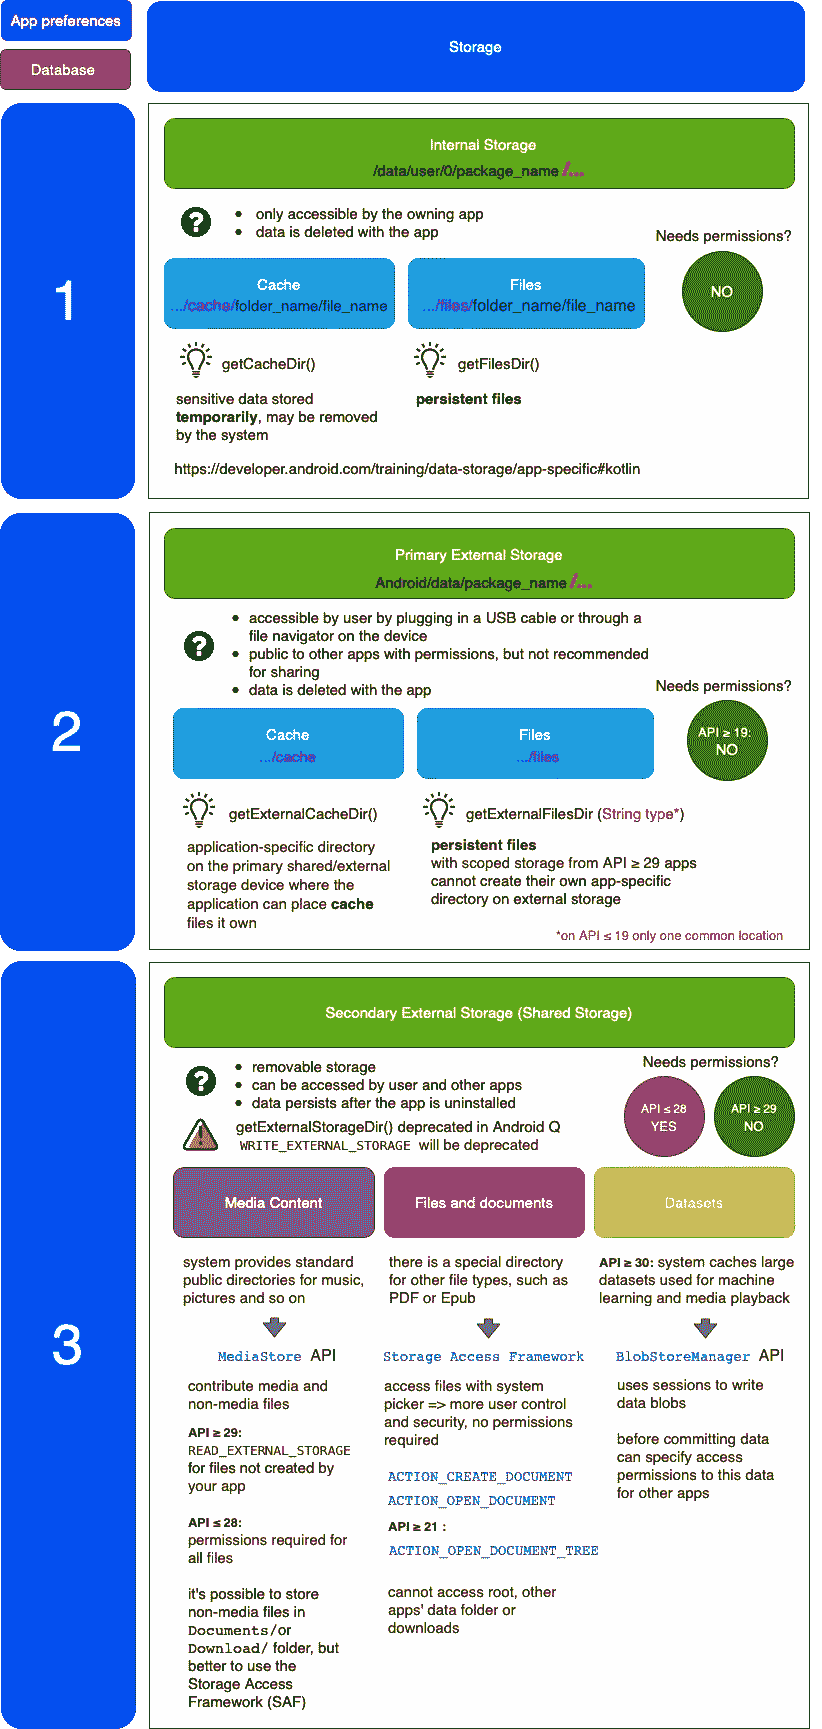 App preferences
Database
Storage
1
Internal Storage
/data/user/0/package_name/...
?
• only accessible by the owning app
• data is deleted with the app
Needs permissions?
NO
Cache
.../cache/folder_name/file_name
Files
.../files/folder_name/file_name
getCacheDir()
sensitive data stored
temporarily, may be removed
by the system
getFilesDir()
persistent files
https://developer.android.com/training/data-storage/app-specific#kotlin
2
Primary External Storage
Android/data/package_name/...
?
• accessible by user by plugging in a USB cable or through a
file navigator on the device
• public to other apps with permissions, but not recommended
for sharing
• data is deleted with the app
Needs permissions?
API ≥ 19:
NO
Cache
.../cache
Files
.../files
getExternalCacheDir()
application-specific directory
on the primary shared/external
storage device where the
application can place cache
files it own
getExternalFilesDir (String type*)
persistent files
with scoped storage from API ≥ 29 apps
cannot create their own app-specific
directory on external storage
*on API ≤ 19 only one common location
3
Secondary External Storage (Shared Storage)
?
• removable storage
• can be accessed by user and other apps
• data persists after the app is uninstalled
getExternalStorageDir() deprecated in Android Q
WRITE_EXTERNAL_STORAGE will be deprecated
Needs permissions?
API ≤ 28
YES
API ≥ 29
NO
Media Content
system provides standard
public directories for music,
pictures and so on
MediaStore API
contribute media and
non-media files
API ≥ 29:
READ_EXTERNAL_STORAGE
for files not created by
your app
API ≤ 28:
permissions required for
all files
it's possible to store
non-media files in
Documents/or
Download/ folder, but
better to use the
Storage Access
Framework (SAF)
Files and documents
there is a special directory
for other file types, such as
PDF or Epub
Storage Access Framework
access files with system
picker => more user control
and security, no permissions
required
ACTION_CREATE_DOCUMENT
ACTION_OPEN_DOCUMENT
API ≥ 21 :
ACTION_OPEN_DOCUMENT_TREE
cannot access root, other
apps' data folder or
downloads
Datasets
API ≥ 30: system caches large
datasets used for machine
learning and media playback
BlobStoreManager API
uses sessions to write
data blobs
before committing data
can specify access
permissions to this data
for other apps